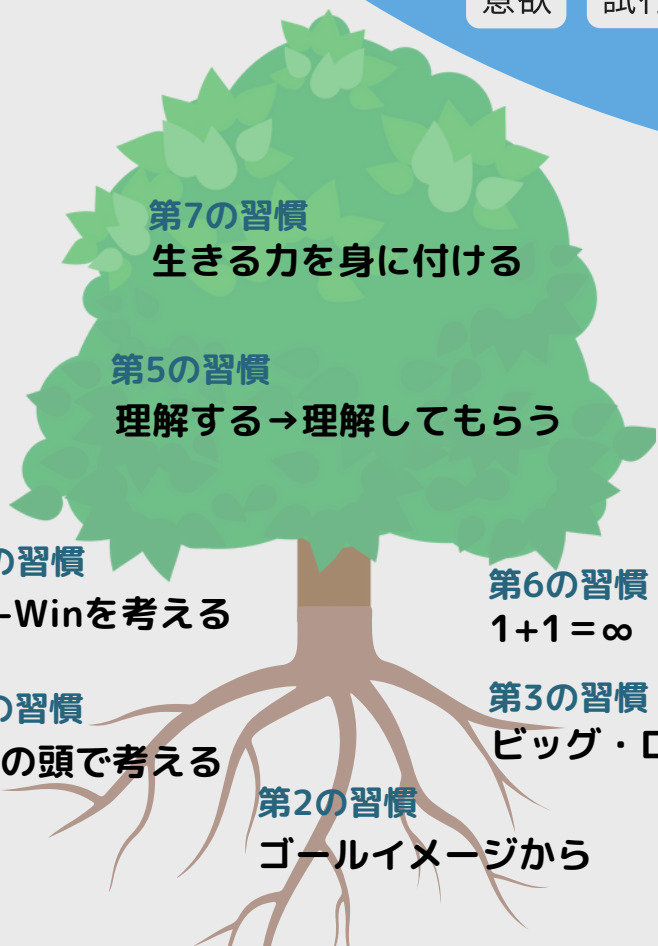 意欲
第7の習慣
生きる力を身に付ける
第5の習慣
理解する→理解してもらう
の習慣
-Winを考える
第6の習慣
1+1=∞
の習慣
の頭で考える
第3の習慣
ビッグ・
第2の習慣
ゴールイメージから